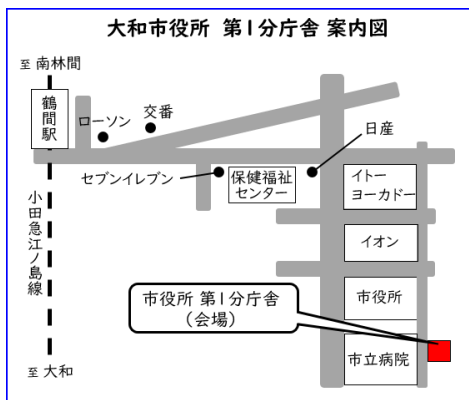 大和市役所 第1分庁舎 案内図
至 南林間
鶴間駅
ローソン
交番
日産
セブンイレブン
保健福祉
センター
イトー
ヨーカドー
小田急江ノ島線
イオン
市役所 第1分庁舎
（会場）
市役所
市立病院
至 大和